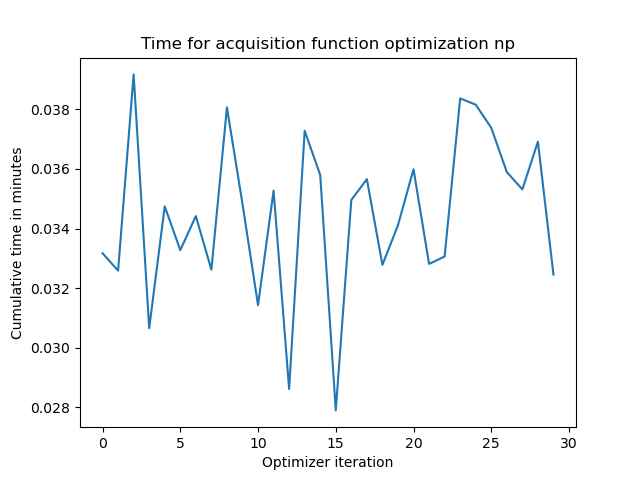 Time for acquisition function optimization np
Cumulative time in minutes
0.038
0.036
0.034
0.032
0.030
0.028
0 5 10 15 20 25 30
Optimizer iteration